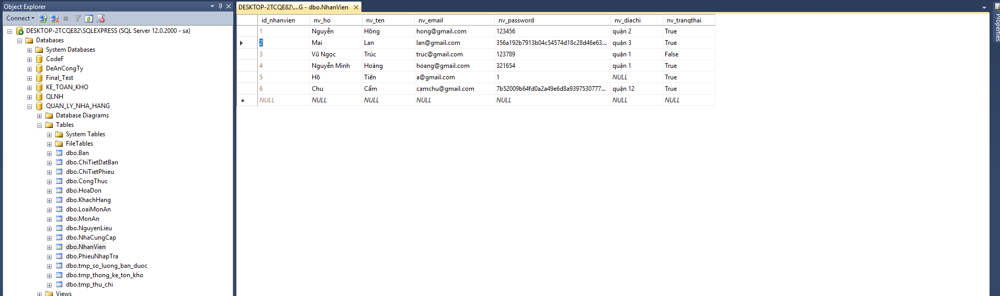 Object Explorer
Connect
DESKTOP-2TCQE82\SQLEXPRESS (SQL Server 12.0.2000 - sa)
Databases
System Databases
CodeF
DeAnCongTy
Final_Test
KE_TOAN_KHO
QLNH
QUAN_LY_NHA_HANG
Database Diagrams
Tables
System Tables
FileTables
dbo.Ban
dbo.ChiTietDatBan
dbo.ChiTietPhieu
dbo.CongThuc
dbo.HoaDon
dbo.KhachHang
dbo.LoaiMonAn
dbo.MonAn
dbo.NguyenLieu
dbo.NhaCungCap
dbo.NhanVien
dbo.PhieuNhapTra
dbo.tmp_so_luong_ban_duoc
dbo.tmp_thong_ke_ton_kho
dbo.tmp_thu_chi
Views
DESKTOP-2TCQE82\...G - dbo.NhanVien
id_nhanvien nv_ho nv_ten nv_email nv_password nv_diachi nv_trangthai
1 Nguyễn Hồng hong@gmail.com 123456 quận 2 True
2 Mai Lan lan@gmail.com 356a192b7913b04c54574d18c28d46e63... quận 3 True
3 Vũ Ngọc Trúc truc@gmail.com 123789 quận 1 False
4 Nguyễn Minh Hoàng hoang@gmail.com 321654 quận 1 True
5 Hồ Tiến a@gmail.com 1 NULL True
6 Chu Cẩm camchu@gmail.com 7b52009b64fd0a2a49e6d8a9397530777... quận 12 True
NULL NULL NULL NULL NULL NULL NULL
Properties